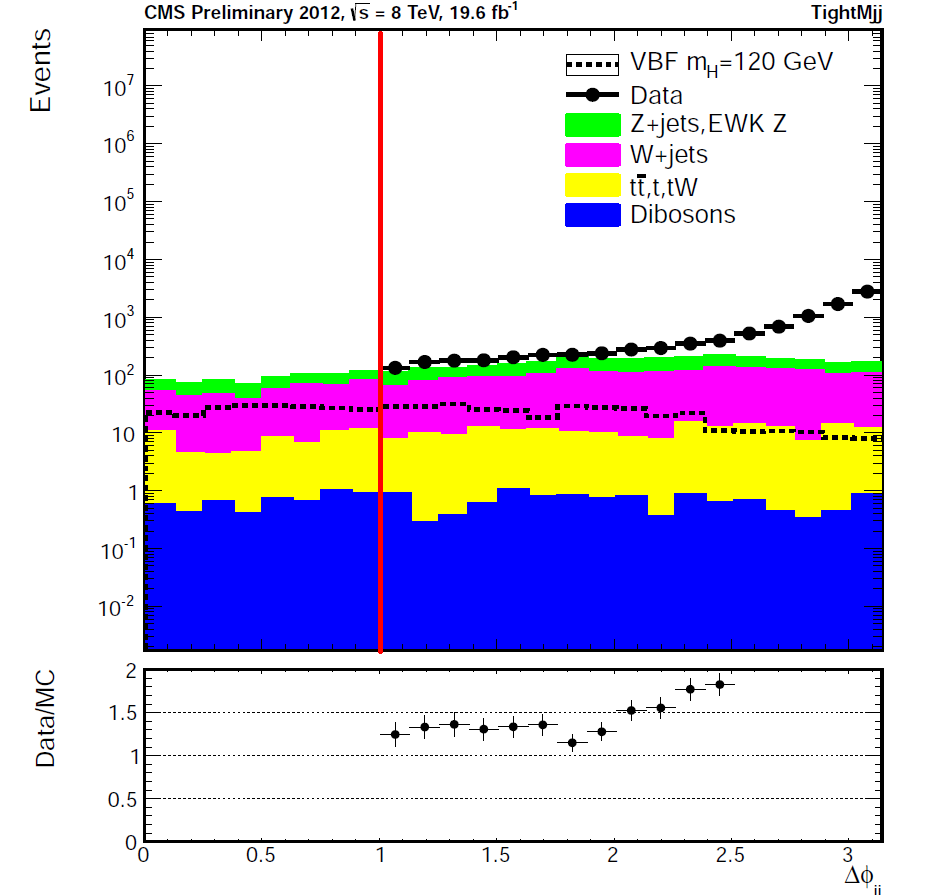 CMS Preliminary 2012, √s = 8 TeV, 19.6 fb⁻¹ TightMjj
Events
VBF m_H=120 GeV
Data
Z+jets,EWK Z
W+jets
tt̄,t,tW
Dibosons
10⁷
10⁶
10⁵
10⁴
10³
10²
10
1
10⁻¹
10⁻²
Data/MC
2
1.5
1
0.5
0
0 0.5 1 1.5 2 2.5 3
Δϕ_jj